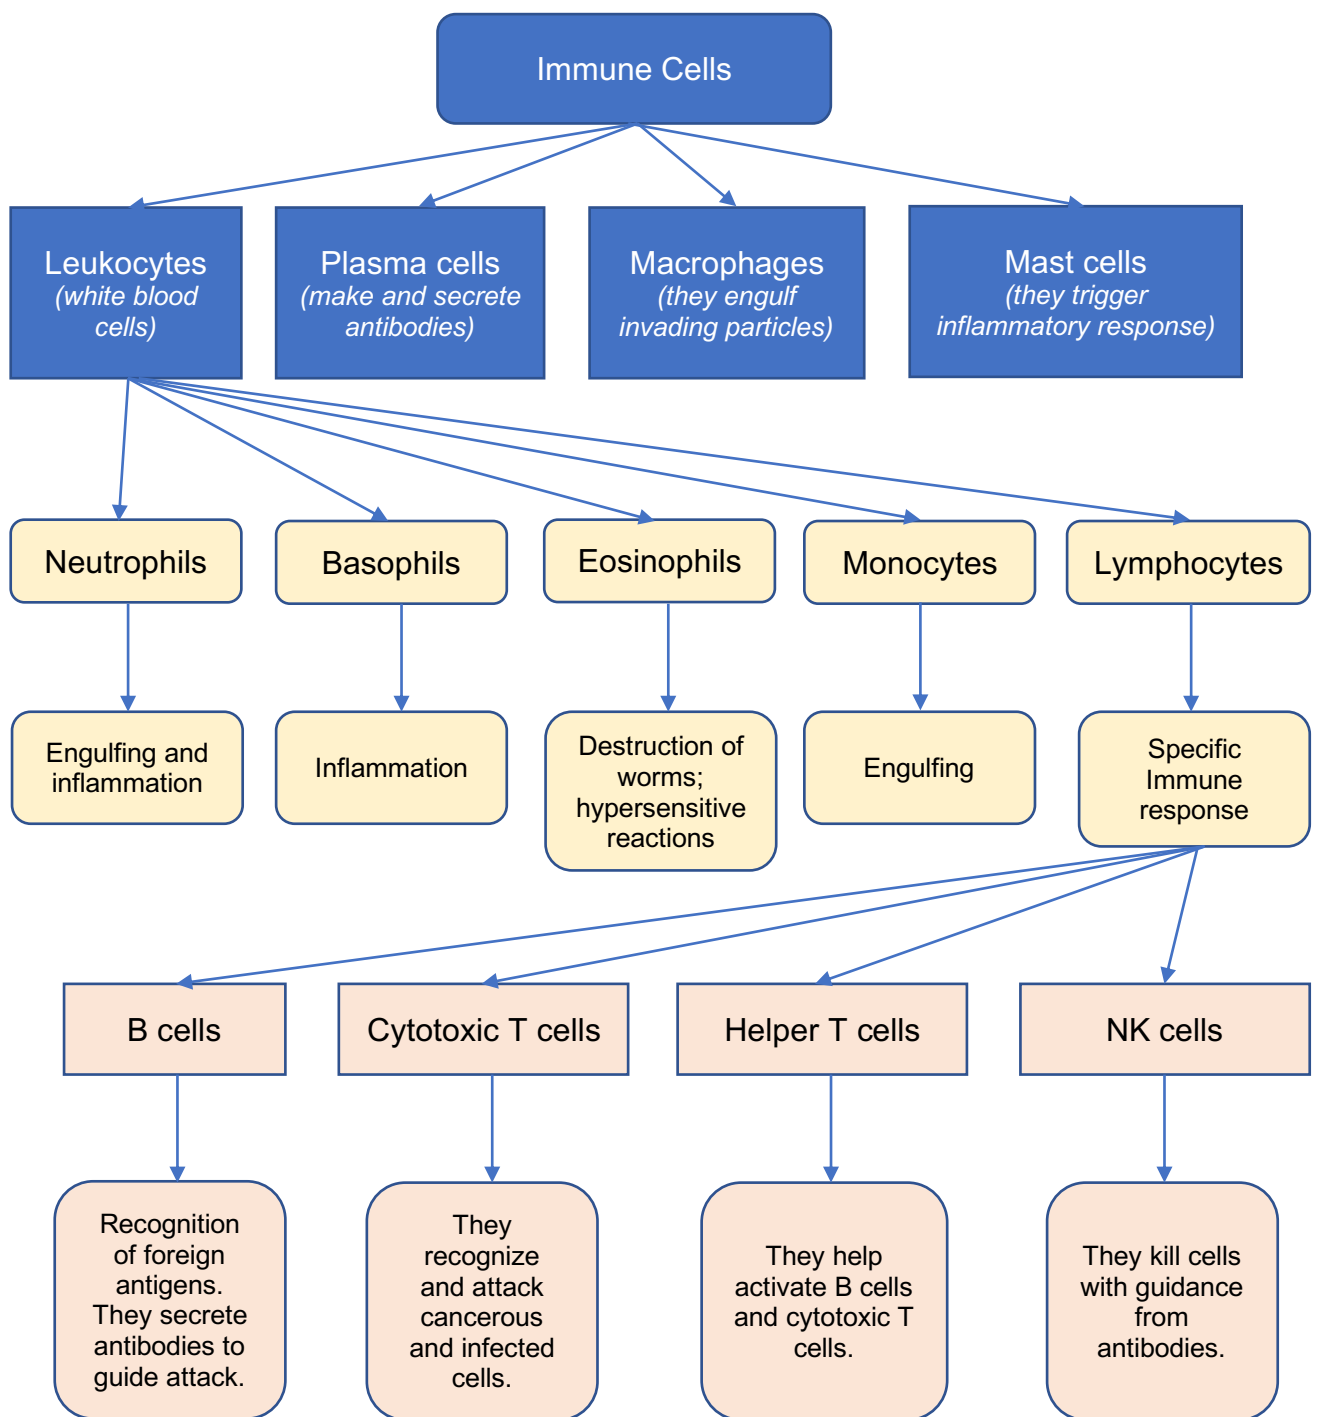 Immune Cells
Leukocytes
(white blood
cells)
Plasma cells
(make and secrete
antibodies)
Macrophages
(they engulf
invading particles)
Mast cells
(they trigger
inflammatory response)
Neutrophils
Basophils
Eosinophils
Monocytes
Lymphocytes
Engulfing and
inflammation
Inflammation
Destruction of
worms;
hypersensitive
reactions
Engulfing
Specific
Immune
response
B cells
Cytotoxic T cells
Helper T cells
NK cells
Recognition
of foreign
antigens.
They secrete
antibodies to
guide attack.
They
recognize
and attack
cancerous
and infected
cells.
They help
activate B cells
and cytotoxic T
cells.
They kill cells
with guidance
from
antibodies.